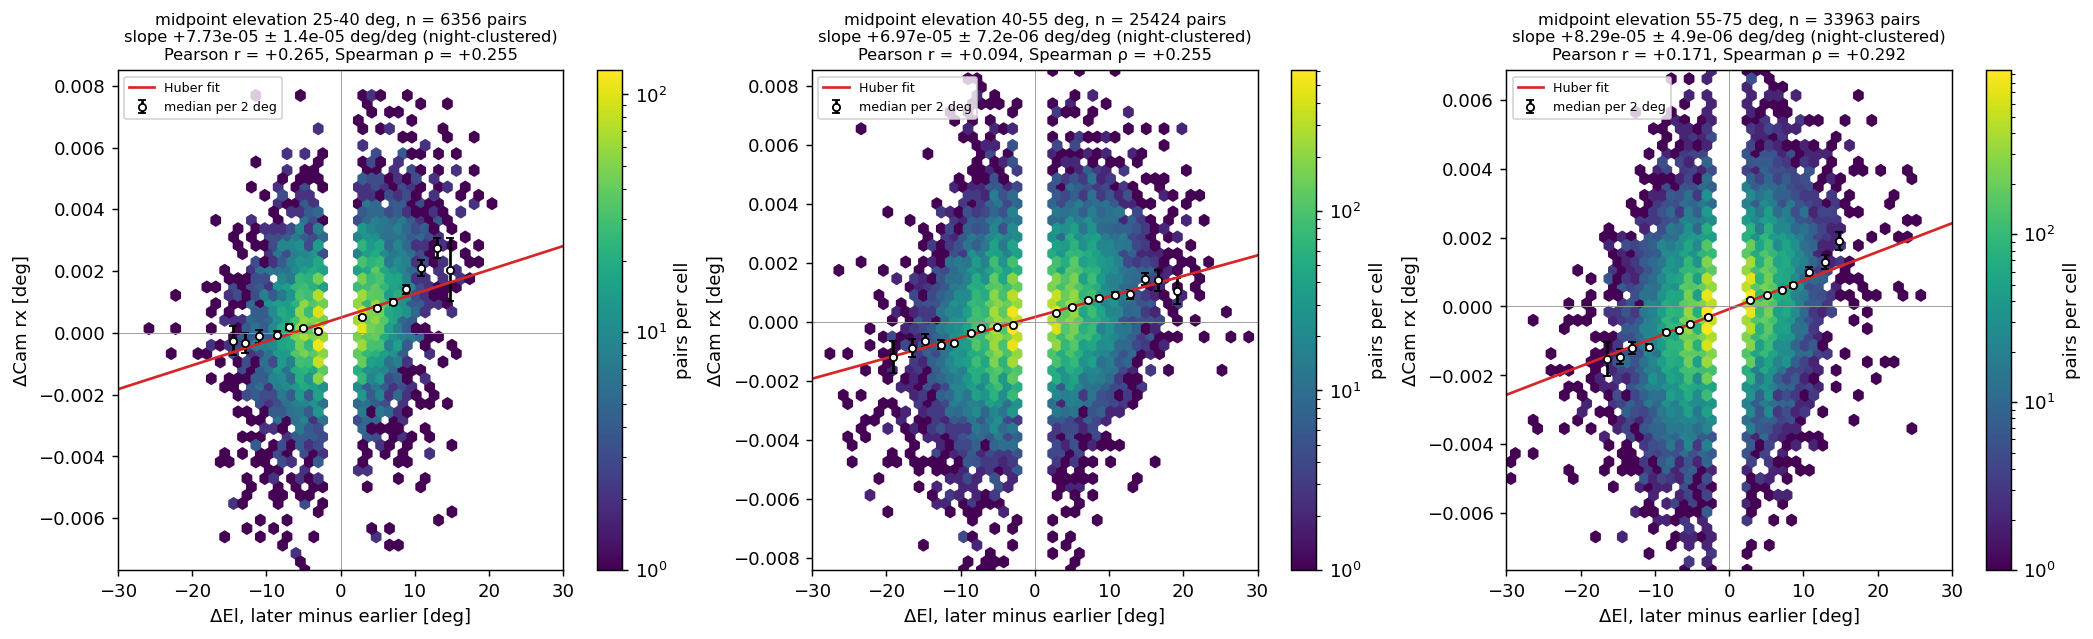 midpoint elevation 25-40 deg, n = 6356 pairs
slope +7.73e-05 ± 1.4e-05 deg/deg (night-clustered)
Pearson r = +0.265, Spearman ρ = +0.255
Huber fit
median per 2 deg
0.008
0.006
0.004
0.002
0.000
−0.002
−0.004
−0.006
ΔCam rx [deg]
−30
−20
−10
0
10
20
30
ΔEl, later minus earlier [deg]
10²
10¹
10⁰
pairs per cell
midpoint elevation 40-55 deg, n = 25424 pairs
slope +6.97e-05 ± 7.2e-06 deg/deg (night-clustered)
Pearson r = +0.094, Spearman ρ = +0.255
Huber fit
median per 2 deg
0.008
0.006
0.004
0.002
0.000
−0.002
−0.004
−0.006
−0.008
ΔCam rx [deg]
−30
−20
−10
0
10
20
30
ΔEl, later minus earlier [deg]
10²
10¹
10⁰
pairs per cell
midpoint elevation 55-75 deg, n = 33963 pairs
slope +8.29e-05 ± 4.9e-06 deg/deg (night-clustered)
Pearson r = +0.171, Spearman ρ = +0.292
Huber fit
median per 2 deg
0.006
0.004
0.002
0.000
−0.002
−0.004
−0.006
ΔCam rx [deg]
−30
−20
−10
0
10
20
30
ΔEl, later minus earlier [deg]
10²
10¹
10⁰
pairs per cell